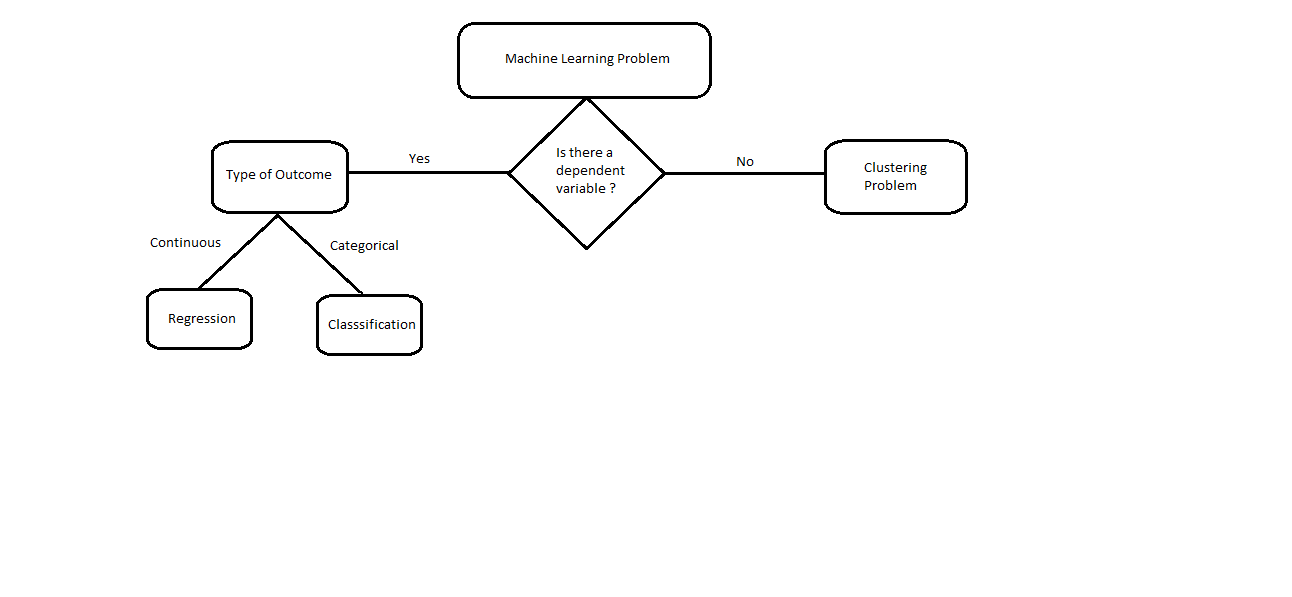 Machine Learning Problem
Is there a
dependent
variable ?
Yes
No
Type of Outcome
Clustering
Problem
Continuous
Categorical
Regression
Classsification